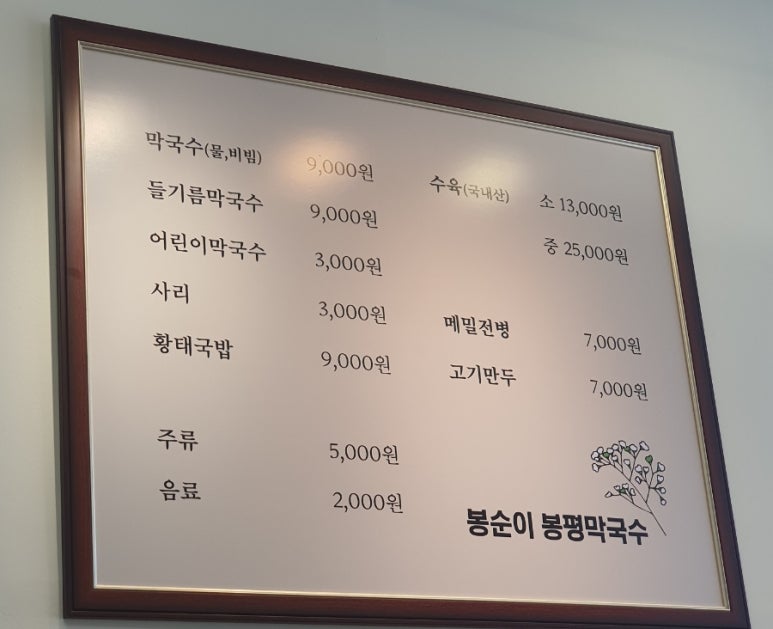 막국수(물,비빔) 9,000원
들기름막국수 9,000원
어린이막국수 3,000원
사리 3,000원
황태국밥 9,000원
주류 5,000원
음료 2,000원
수육(국내산) 소 13,000원
중 25,000원
메밀전병 7,000원
고기만두 7,000원
봉순이 봉평막국수